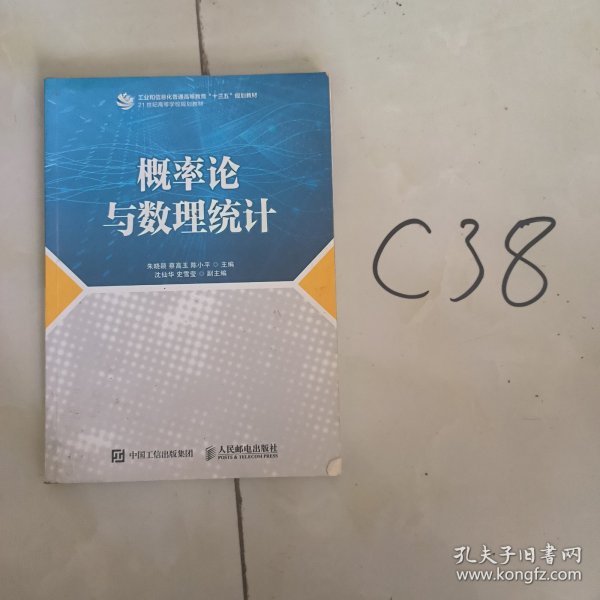 工业和信息化普通高等教育“十三五”规划教材
21世纪高等学校规划教材
概率论
与数理统计
朱晓颖 蔡高玉 陈小平 ◇ 主编
沈仙华 史雪莹 ◇ 副主编
中国工信出版集团
人民邮电出版社
POSTS & TELECOM PRESS
C38
孔夫子旧书网
www.kongfz.com